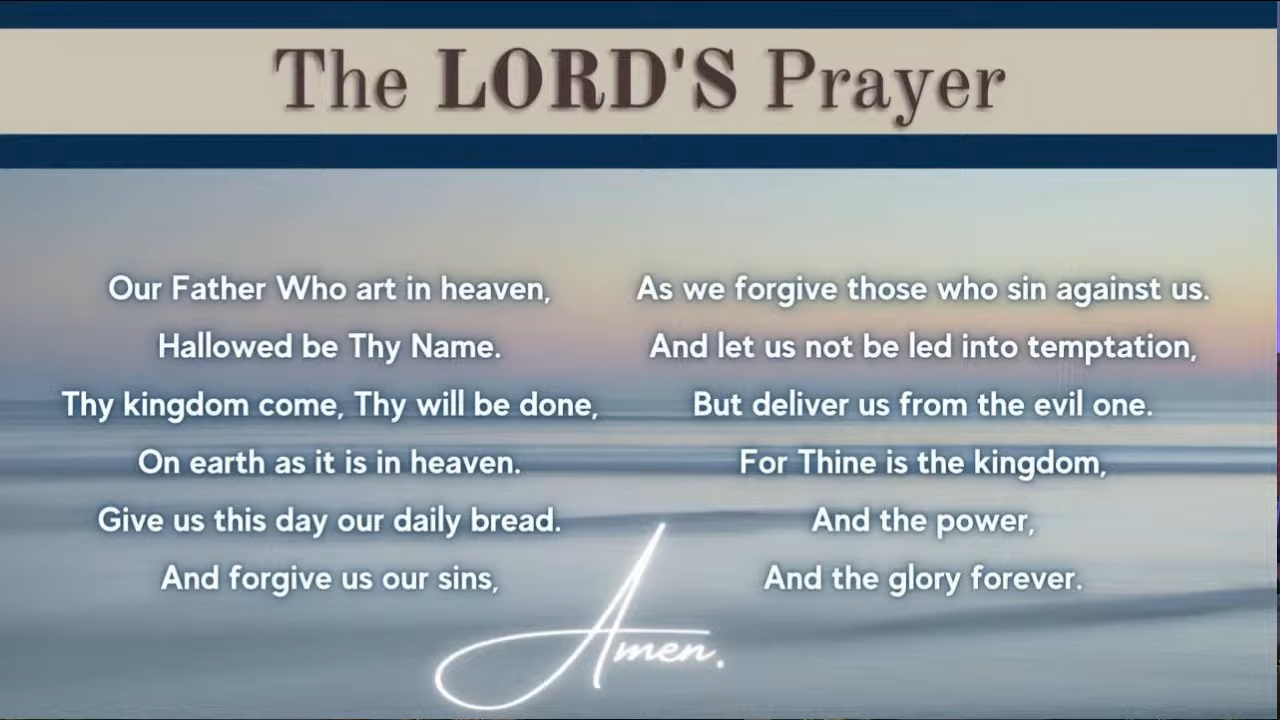 The LORD'S Prayer
Our Father Who art in heaven,
Hallowed be Thy Name.
Thy kingdom come, Thy will be done,
On earth as it is in heaven.
Give us this day our daily bread.
And forgive us our sins,
As we forgive those who sin against us.
And let us not be led into temptation,
But deliver us from the evil one.
For Thine is the kingdom,
And the power,
And the glory forever.
Amen.